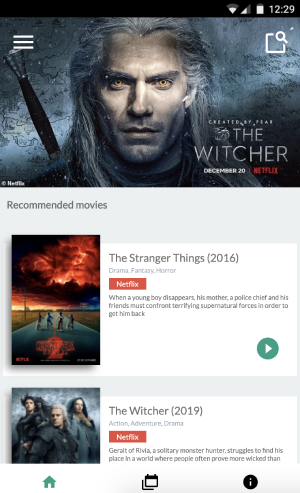 12:29
CREATED BY FEAR
THE
WITCHER
DECEMBER 20 NETFLIX
© Netflix
Recommended movies
The Stranger Things (2016)
Drama, Fantasy, Horror
Netflix
When a young boy disappears, his mother, a police chief and his
friends must confront terrifying supernatural forces in order to
get him back
The Witcher (2019)
Action, Adventure, Drama
Netflix
Geralt of Rivia, a solitary monster hunter, struggles to find his
place in a world where people often prove more wicked than